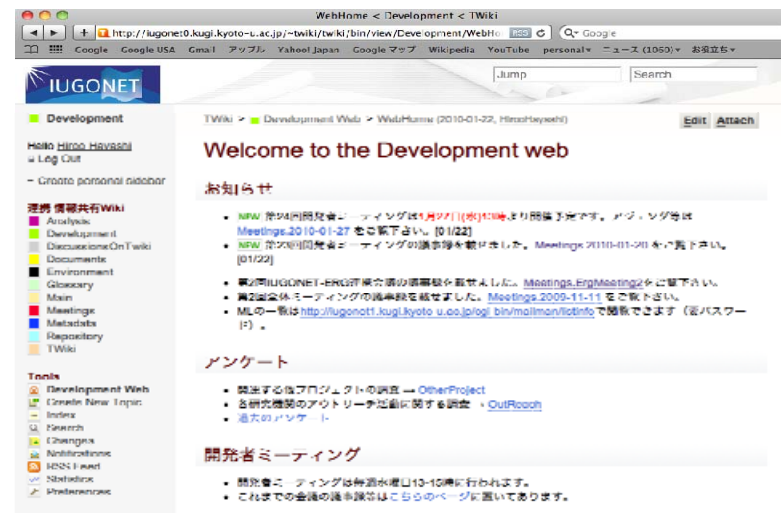 WebHome < Development < TWiki
http://iugonet0.kugi.kyoto-u.ac.jp/~twiki/twiki/bin/view/Development/WebHo RSS Google
Google Google USA Gmail アップル Yahoo! Japan Google マップ Wikipedia YouTube personal ニュース (1050) お役立ち
IUGONET
Jump Search
Development
TWiki > Development Web > WebHome (2010-01-22, HirooHayashi)
Edit Attach
Hello Hiroo Hayashi
Log Out
Create personal sidebar
Welcome to the Development web
お知らせ
NEW 第24回開発者ミーティングは1月27日(水)13時より開催予定です。アジェンダ等は
Meetings.2010-01-27 をご覧下さい。[01/22]
NEW 第23回開発者ミーティングの議事録を載せました。Meetings.2010-01-20 をご覧下さい。
[01/22]
第2回IUGONET-ERG連携会議の議事録を載せました。Meetings.ErgMeeting2をご覧下さい。
第2回全体ミーティングの議事録を載せました。Meetings.2009-11-11 をご覧下さい。
MLの一覧はhttp://iugonet1.kugi.kyoto-u.ac.jp/cgi-bin/mailman/listinfoで閲覧できます（要パスワー
ド）。
連携 情報共有Wiki
Analysis
Development
DiscussionsOnTwiki
Documents
Environment
Glossary
Main
Meetings
Metadata
Repository
TWiki
アンケート
関連する他プロジェクトの調査 → OtherProject
各研究機関のアウトリーチ活動に関する調査 → OutReach
過去のアンケート
Tools
Development Web
Create New Topic
Index
Search
Changes
Notifications
RSS Feed
Statistics
Preferences
開発者ミーティング
開発者ミーティングは毎週水曜日13-15時に行われます。
これまでの会議の議事録等はこちらのページに置いてあります。